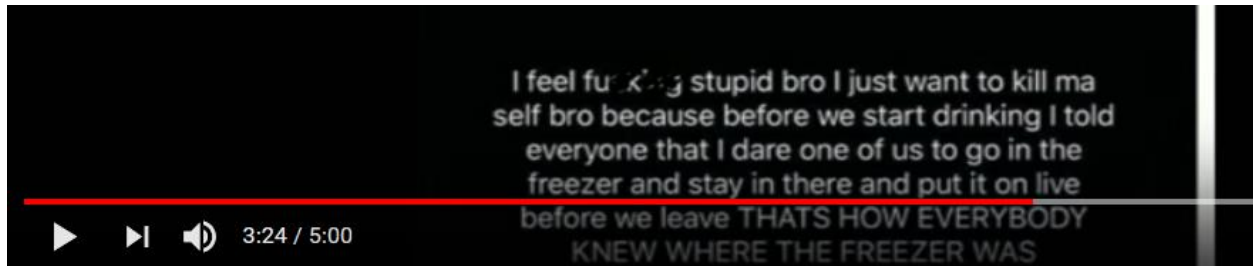 I feel fu king stupid bro I just want to kill ma
self bro because before we start drinking I told
everyone that I dare one of us to go in the
freezer and stay in there and put it on live
before we leave THATS HOW EVERYBODY
KNEW WHERE THE FREEZER WAS
3:24 / 5:00